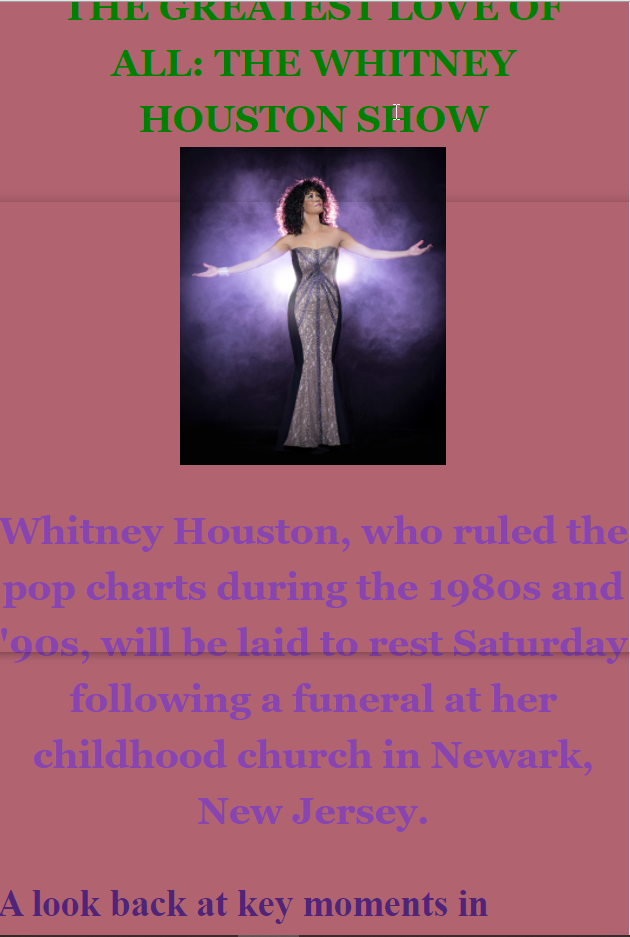 THE GREATEST LOVE OF
ALL: THE WHITNEY
HOUSTON SHOW
Whitney Houston, who ruled the
pop charts during the 1980s and
'90s, will be laid to rest Saturday
following a funeral at her
childhood church in Newark,
New Jersey.
A look back at key moments in